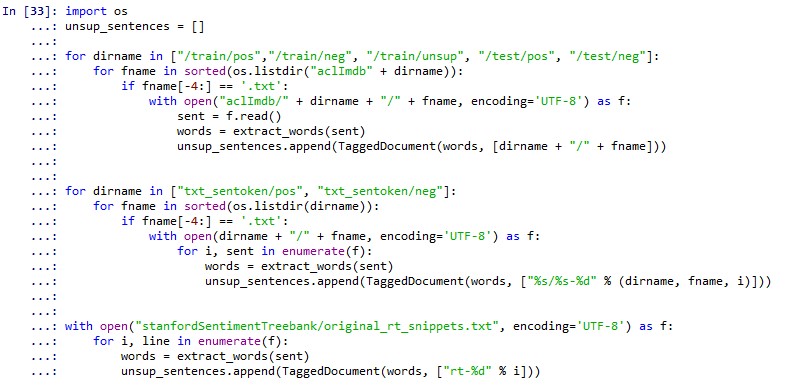 In [33]: import os
    ...: unsup_sentences = []
    ...:
    ...: for dirname in ["/train/pos","/train/neg", "/train/unsup", "/test/pos", "/test/neg"]:
    ...:     for fname in sorted(os.listdir("aclImdb" + dirname)):
    ...:         if fname[-4:] == '.txt':
    ...:             with open("aclImdb/" + dirname + "/" + fname, encoding='UTF-8') as f:
    ...:                 sent = f.read()
    ...:                 words = extract_words(sent)
    ...:                 unsup_sentences.append(TaggedDocument(words, [dirname + "/" + fname]))
    ...:
    ...:
    ...: for dirname in ["txt_sentoken/pos", "txt_sentoken/neg"]:
    ...:     for fname in sorted(os.listdir(dirname)):
    ...:         if fname[-4:] == '.txt':
    ...:             with open(dirname + "/" + fname, encoding='UTF-8') as f:
    ...:                 for i, sent in enumerate(f):
    ...:                     words = extract_words(sent)
    ...:                     unsup_sentences.append(TaggedDocument(words, ["%s/%s-%d" % (dirname, fname, i)]))
    ...:
    ...:
    ...: with open("stanfordSentimentTreebank/original_rt_snippets.txt", encoding='UTF-8') as f:
    ...:     for i, line in enumerate(f):
    ...:         words = extract_words(sent)
    ...:         unsup_sentences.append(TaggedDocument(words, ["rt-%d" % i]))